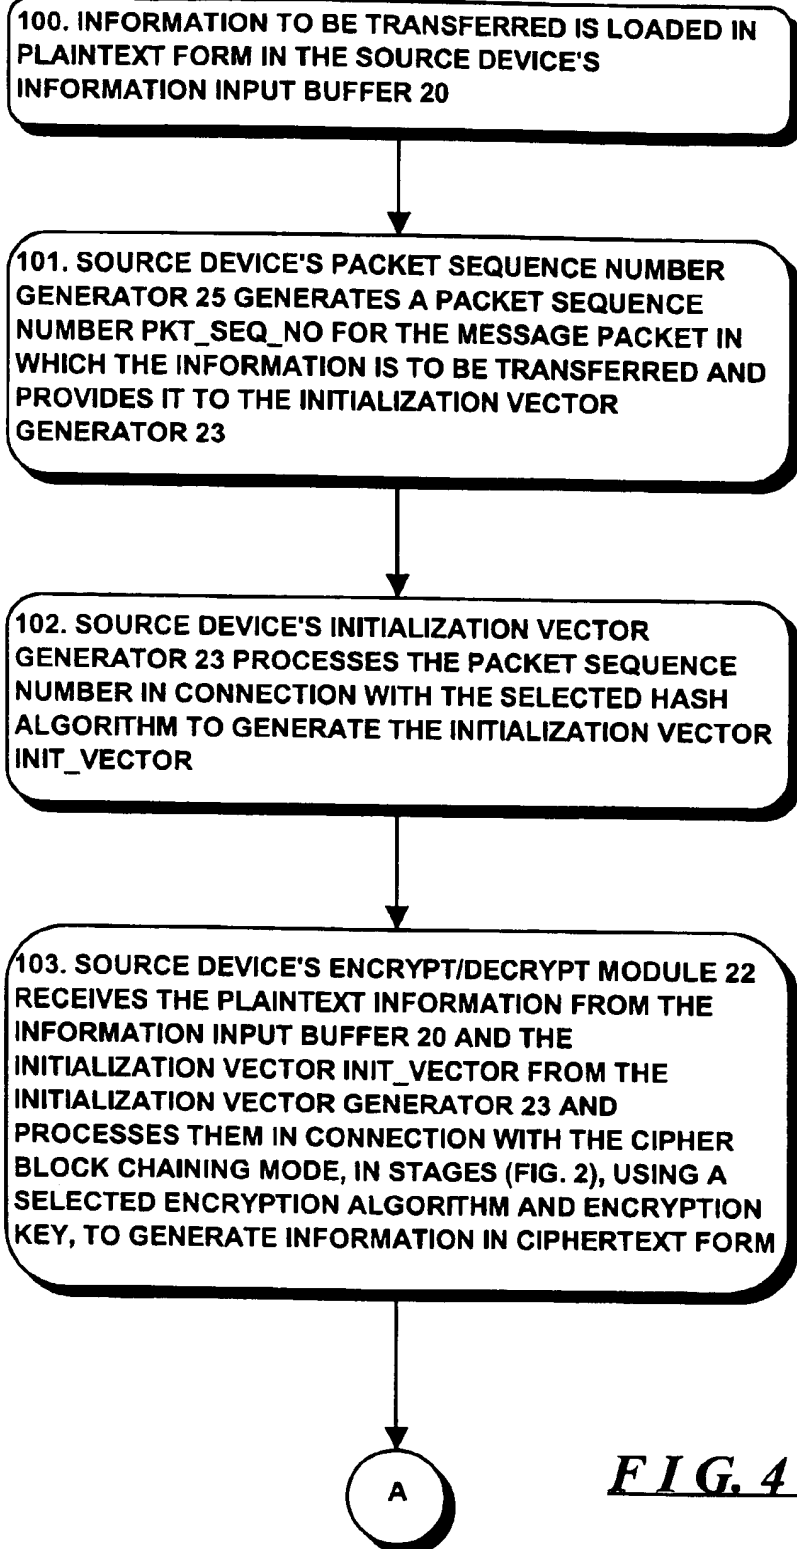 100. INFORMATION TO BE TRANSFERRED IS LOADED IN
PLAINTEXT FORM IN THE SOURCE DEVICE'S
INFORMATION INPUT BUFFER 20
101. SOURCE DEVICE'S PACKET SEQUENCE NUMBER
GENERATOR 25 GENERATES A PACKET SEQUENCE
NUMBER PKT_SEQ_NO FOR THE MESSAGE PACKET IN
WHICH THE INFORMATION IS TO BE TRANSFERRED AND
PROVIDES IT TO THE INITIALIZATION VECTOR
GENERATOR 23
102. SOURCE DEVICE'S INITIALIZATION VECTOR
GENERATOR 23 PROCESSES THE PACKET SEQUENCE
NUMBER IN CONNECTION WITH THE SELECTED HASH
ALGORITHM TO GENERATE THE INITIALIZATION VECTOR
INIT_VECTOR
103. SOURCE DEVICE'S ENCRYPT/DECRYPT MODULE 22
RECEIVES THE PLAINTEXT INFORMATION FROM THE
INFORMATION INPUT BUFFER 20 AND THE
INITIALIZATION VECTOR INIT_VECTOR FROM THE
INITIALIZATION VECTOR GENERATOR 23 AND
PROCESSES THEM IN CONNECTION WITH THE CIPHER
BLOCK CHAINING MODE, IN STAGES (FIG. 2), USING A
SELECTED ENCRYPTION ALGORITHM AND ENCRYPTION
KEY, TO GENERATE INFORMATION IN CIPHERTEXT FORM
A
FIG. 4